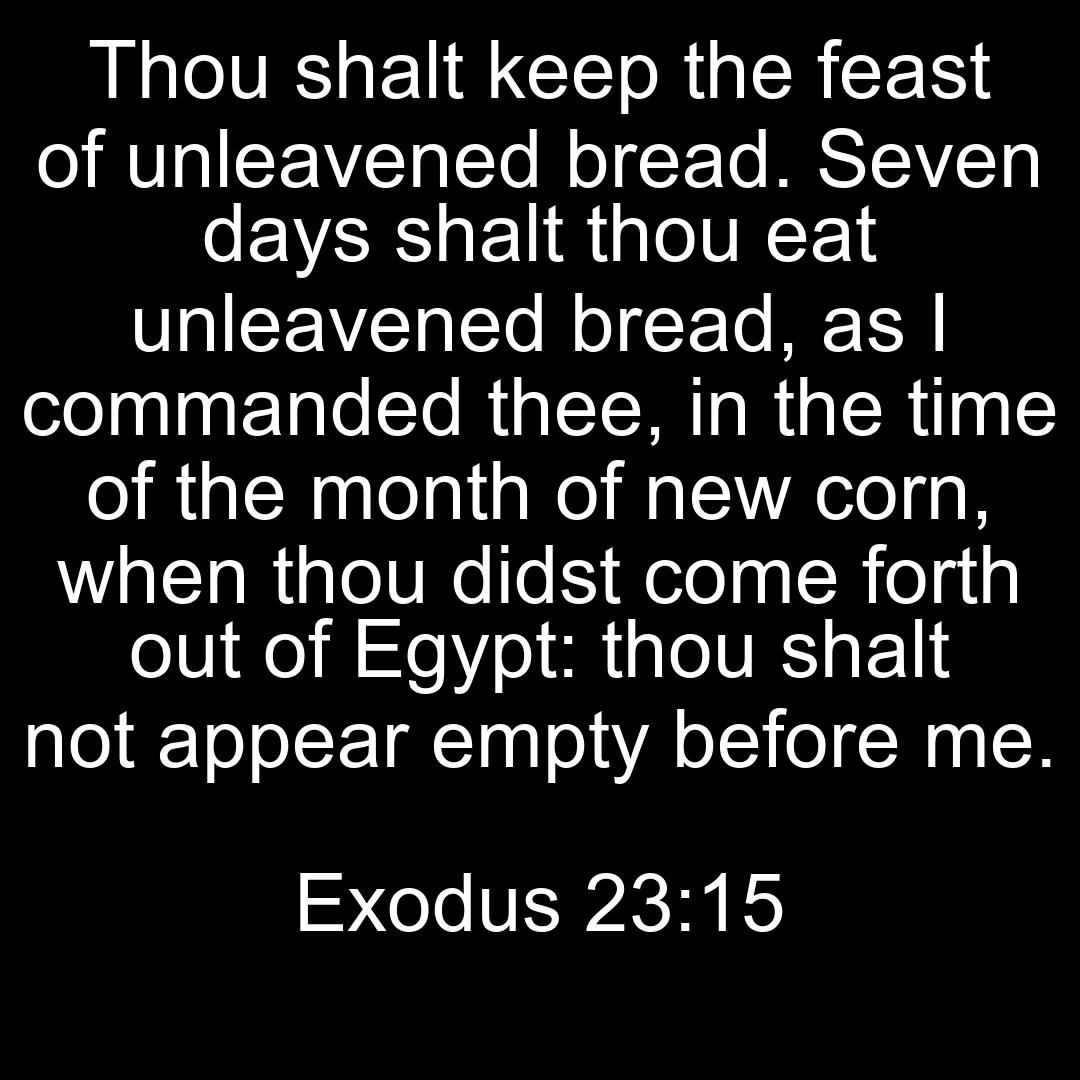 Thou shalt keep the feast
of unleavened bread. Seven
days shalt thou eat
unleavened bread, as I
commanded thee, in the time
of the month of new corn,
when thou didst come forth
out of Egypt: thou shalt
not appear empty before me.
Exodus 23:15